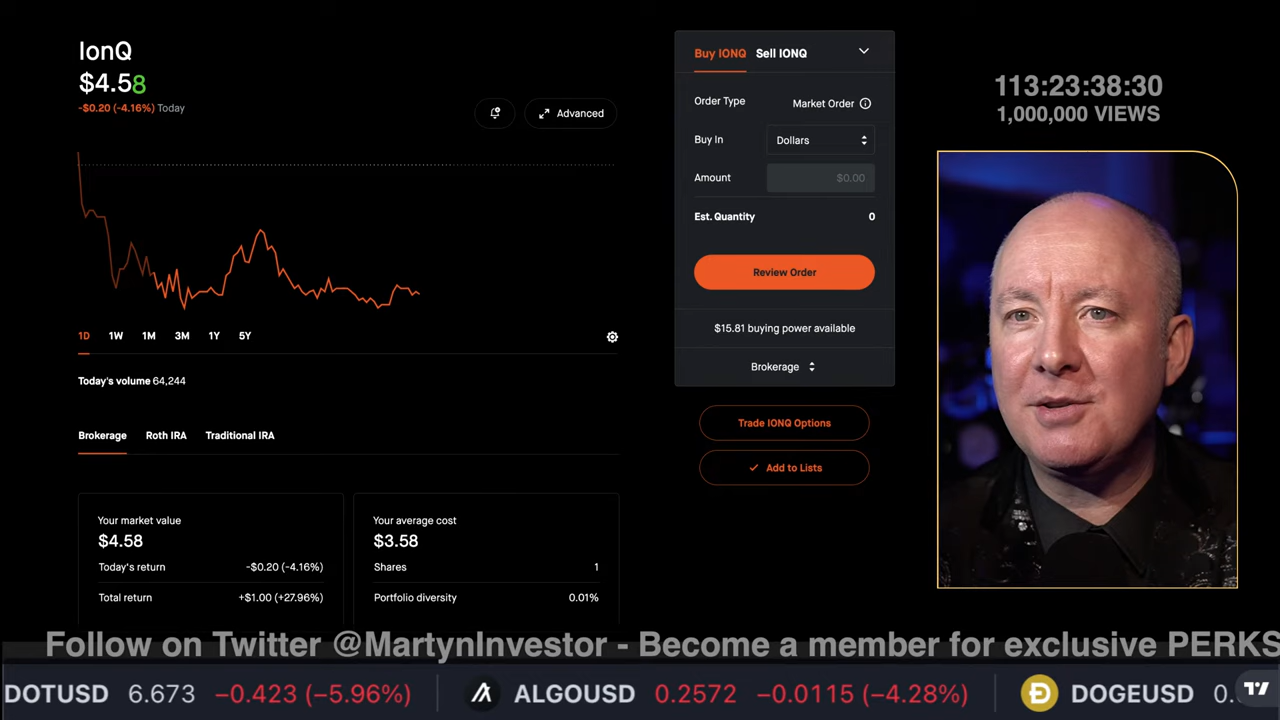 IonQ
$4.58
-$0.20 (-4.16%) Today
Advanced
1D 1W 1M 3M 1Y 5Y
Today's volume 64,244
Brokerage Roth IRA Traditional IRA
Your market value
$4.58
Today's return -$0.20 (-4.16%)
Total return +$1.00 (+27.96%)
Your average cost
$3.58
Shares 1
Portfolio diversity 0.01%
Buy IONQ Sell IONQ
Order Type Market Order
Buy In Dollars
Amount $0.00
Est. Quantity 0
Review Order
$15.81 buying power available
Brokerage
Trade IONQ Options
Add to Lists
113:23:38:30
1,000,000 VIEWS
Follow on Twitter @MartynInvestor - Become a member for exclusive PERKS
DOTUSD 6.673 −0.423 (−5.96%) ALGOUSD 0.2572 −0.0115 (−4.28%) DOGEUSD 0.